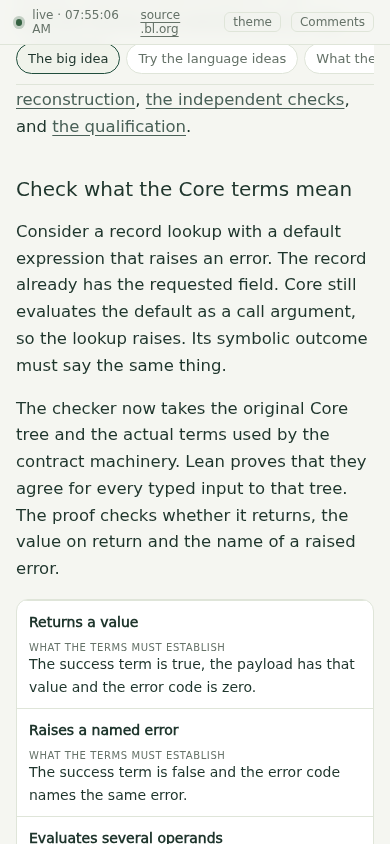 live · 07:55:06
AM
source
.bl.org
theme
Comments
The big idea
Try the language ideas
What the
reconstruction, the independent checks,
and the qualification.
Check what the Core terms mean
Consider a record lookup with a default
expression that raises an error. The record
already has the requested field. Core still
evaluates the default as a call argument,
so the lookup raises. Its symbolic outcome
must say the same thing.
The checker now takes the original Core
tree and the actual terms used by the
contract machinery. Lean proves that they
agree for every typed input to that tree.
The proof checks whether it returns, the
value on return and the name of a raised
error.
Returns a value
WHAT THE TERMS MUST ESTABLISH
The success term is true, the payload has that
value and the error code is zero.
Raises a named error
WHAT THE TERMS MUST ESTABLISH
The success term is false and the error code
names the same error.
Evaluates several operands